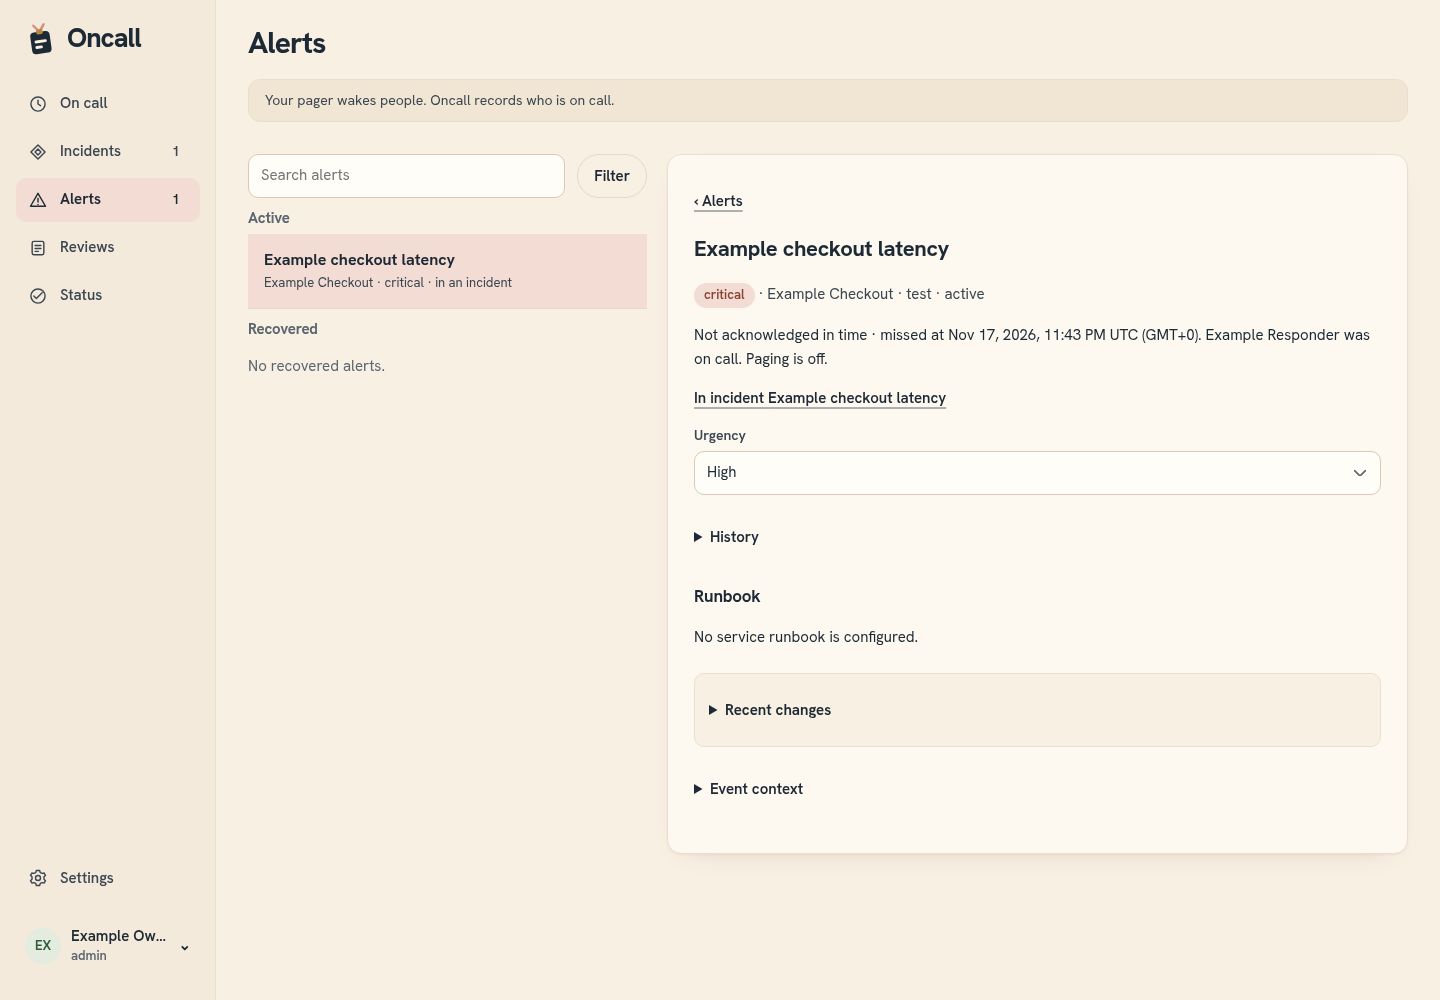 Oncall
On call
Incidents 1
Alerts 1
Reviews
Status
Settings
EX
Example Ow...
admin
Alerts
Your pager wakes people. Oncall records who is on call.
Search alerts
Filter
Active
Example checkout latency
Example Checkout · critical · in an incident
Recovered
No recovered alerts.
‹ Alerts
Example checkout latency
critical · Example Checkout · test · active
Not acknowledged in time · missed at Nov 17, 2026, 11:43 PM UTC (GMT+0). Example Responder was
on call. Paging is off.
In incident Example checkout latency
Urgency
High
History
Runbook
No service runbook is configured.
Recent changes
Event context